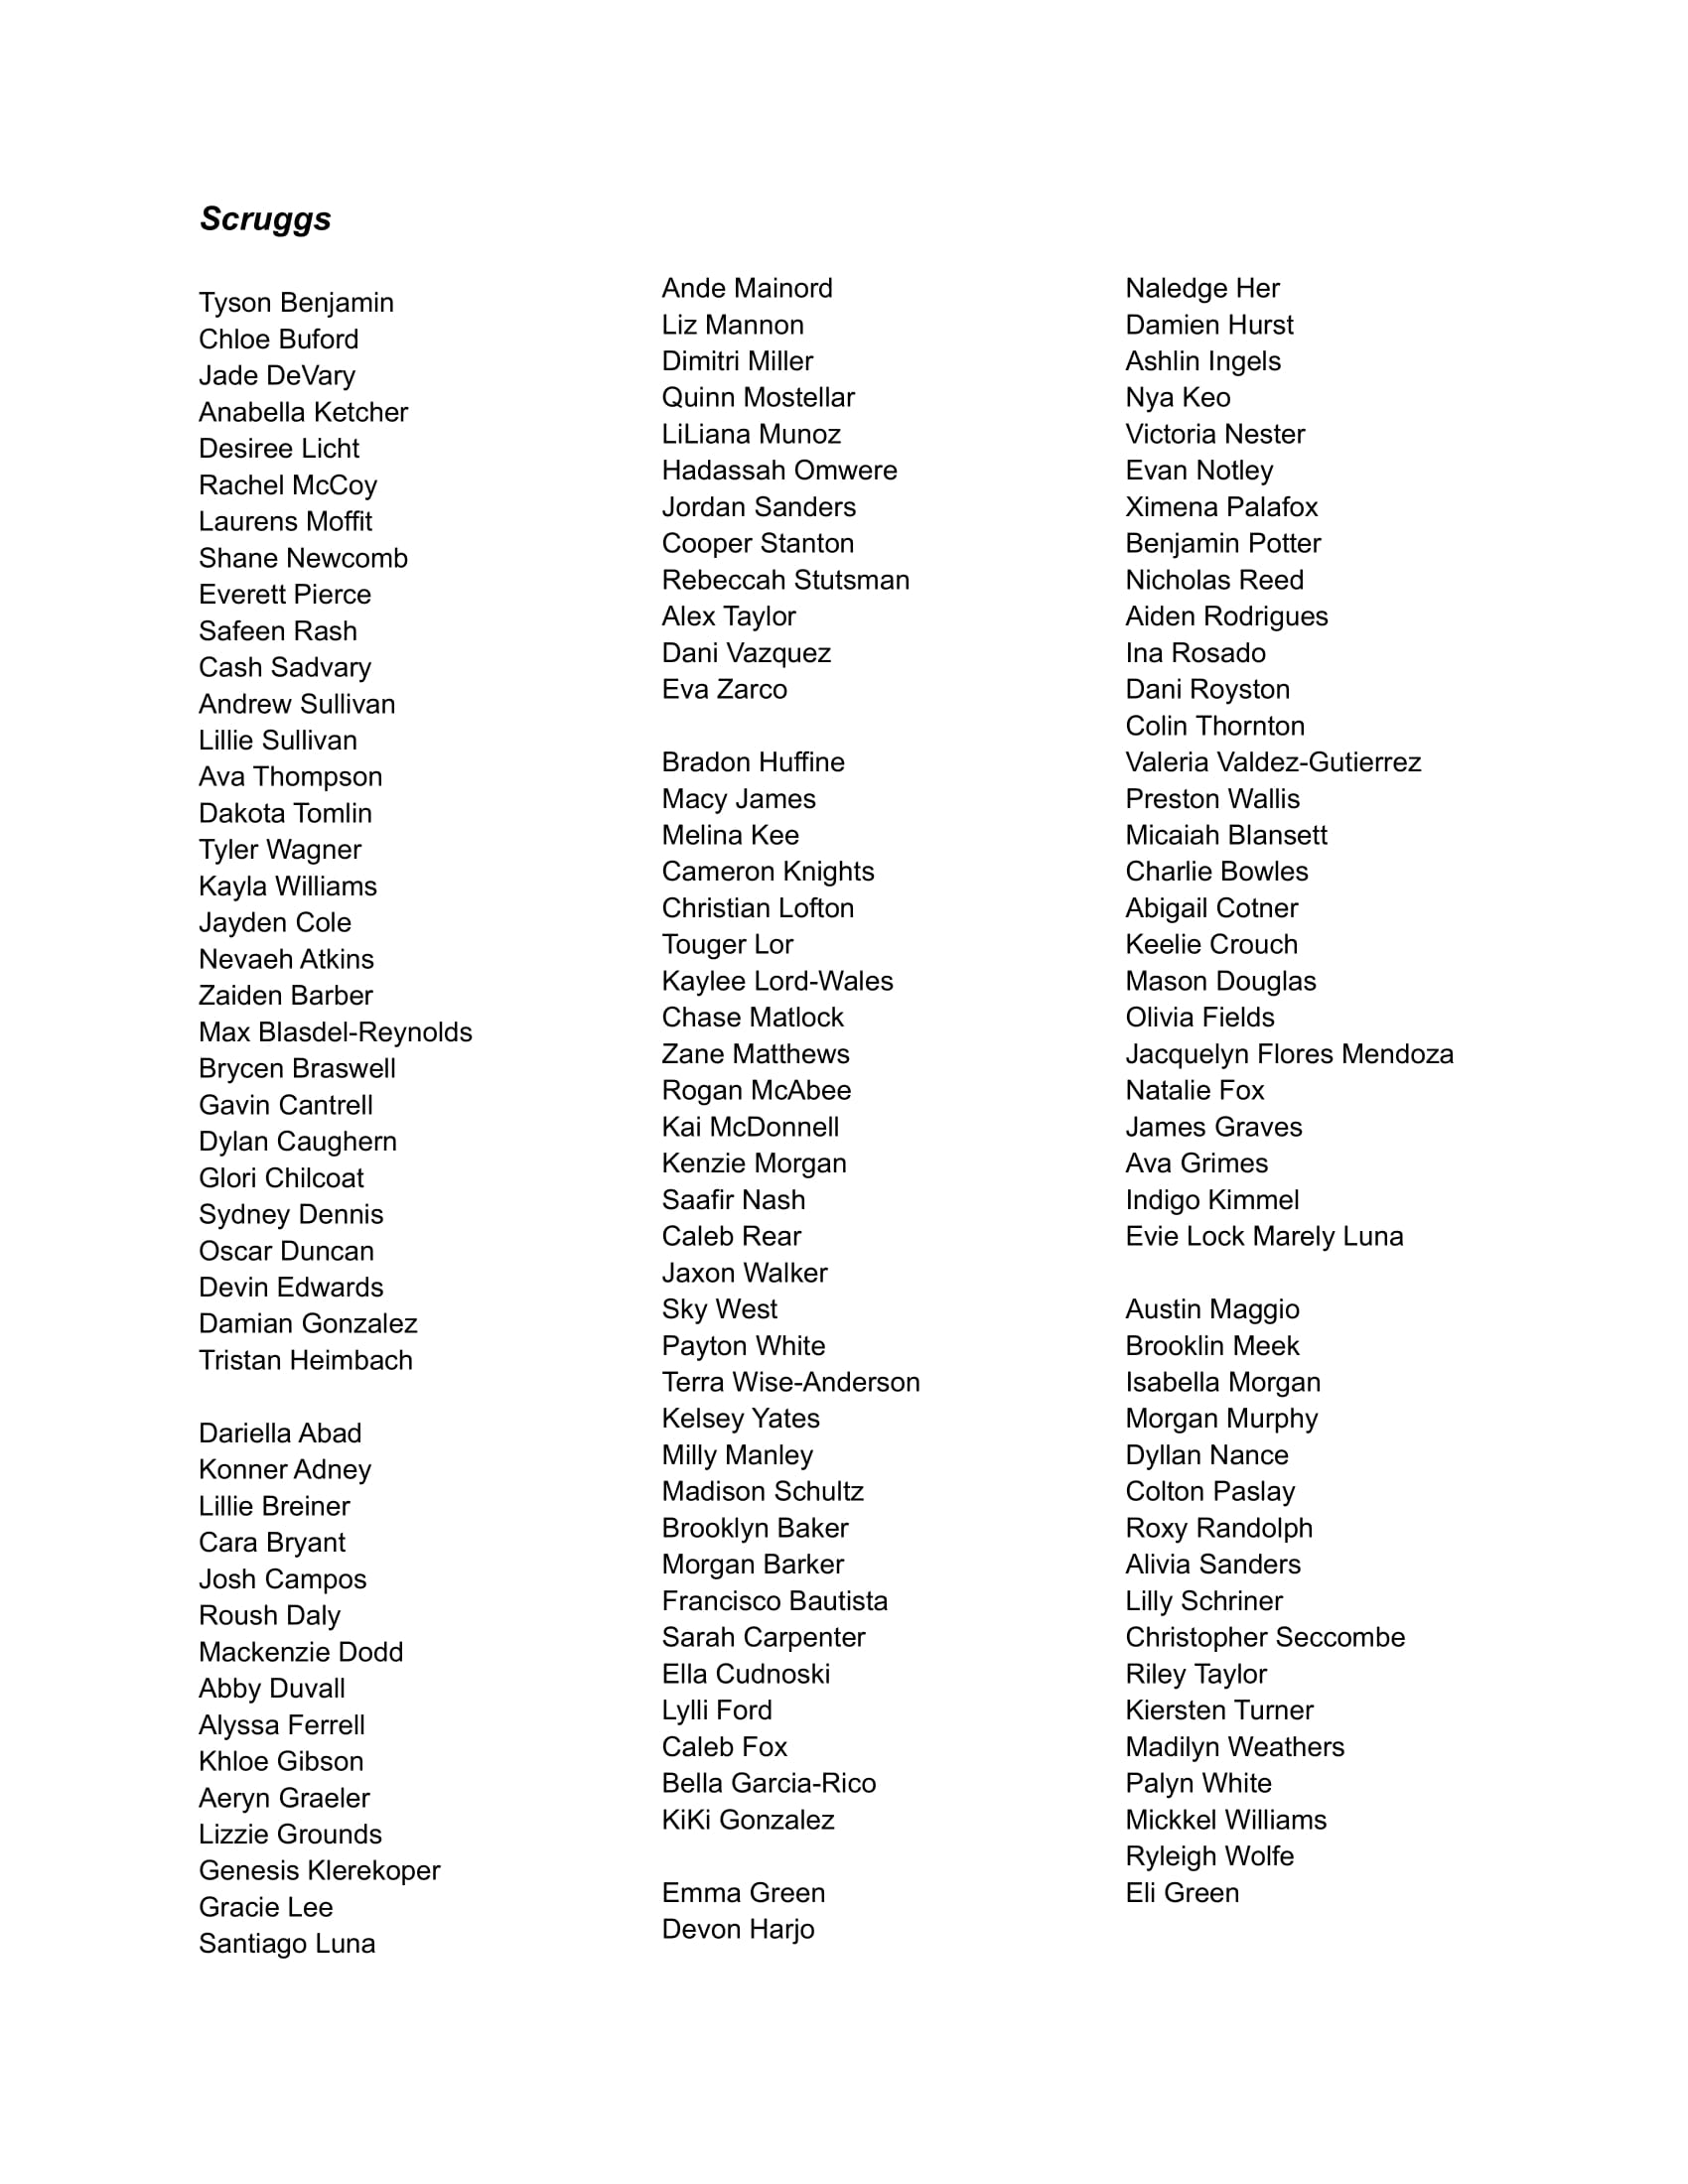 Scruggs
Tyson Benjamin
Chloe Buford
Jade DeVary
Anabella Ketcher
Desiree Licht
Rachel McCoy
Laurens Moffit
Shane Newcomb
Everett Pierce
Safeen Rash
Cash Sadvary
Andrew Sullivan
Lillie Sullivan
Ava Thompson
Dakota Tomlin
Tyler Wagner
Kayla Williams
Jayden Cole
Nevaeh Atkins
Zaiden Barber
Max Blasdel-Reynolds
Brycen Braswell
Gavin Cantrell
Dylan Caughern
Glori Chilcoat
Sydney Dennis
Oscar Duncan
Devin Edwards
Damian Gonzalez
Tristan Heimbach
Dariella Abad
Konner Adney
Lillie Breiner
Cara Bryant
Josh Campos
Roush Daly
Mackenzie Dodd
Abby Duvall
Alyssa Ferrell
Khloe Gibson
Aeryn Graeler
Lizzie Grounds
Genesis Klerekoper
Gracie Lee
Santiago Luna
Ande Mainord
Liz Mannon
Dimitri Miller
Quinn Mostellar
LiLiana Munoz
Hadassah Omwere
Jordan Sanders
Cooper Stanton
Rebeccah Stutsman
Alex Taylor
Dani Vazquez
Eva Zarco
Bradon Huffine
Macy James
Melina Kee
Cameron Knights
Christian Lofton
Touger Lor
Kaylee Lord-Wales
Chase Matlock
Zane Matthews
Rogan McAbee
Kai McDonnell
Kenzie Morgan
Saafir Nash
Caleb Rear
Jaxon Walker
Sky West
Payton White
Terra Wise-Anderson
Kelsey Yates
Milly Manley
Madison Schultz
Brooklyn Baker
Morgan Barker
Francisco Bautista
Sarah Carpenter
Ella Cudnoski
Lylli Ford
Caleb Fox
Bella Garcia-Rico
KiKi Gonzalez
Emma Green
Devon Harjo
Naledge Her
Damien Hurst
Ashlin Ingels
Nya Keo
Victoria Nester
Evan Notley
Ximena Palafox
Benjamin Potter
Nicholas Reed
Aiden Rodrigues
Ina Rosado
Dani Royston
Colin Thornton
Valeria Valdez-Gutierrez
Preston Wallis
Micaiah Blansett
Charlie Bowles
Abigail Cotner
Keelie Crouch
Mason Douglas
Olivia Fields
Jacquelyn Flores Mendoza
Natalie Fox
James Graves
Ava Grimes
Indigo Kimmel
Evie Lock Marely Luna
Austin Maggio
Brooklin Meek
Isabella Morgan
Morgan Murphy
Dyllan Nance
Colton Paslay
Roxy Randolph
Alivia Sanders
Lilly Schriner
Christopher Seccombe
Riley Taylor
Kiersten Turner
Madilyn Weathers
Palyn White
Mickkel Williams
Ryleigh Wolfe
Eli Green